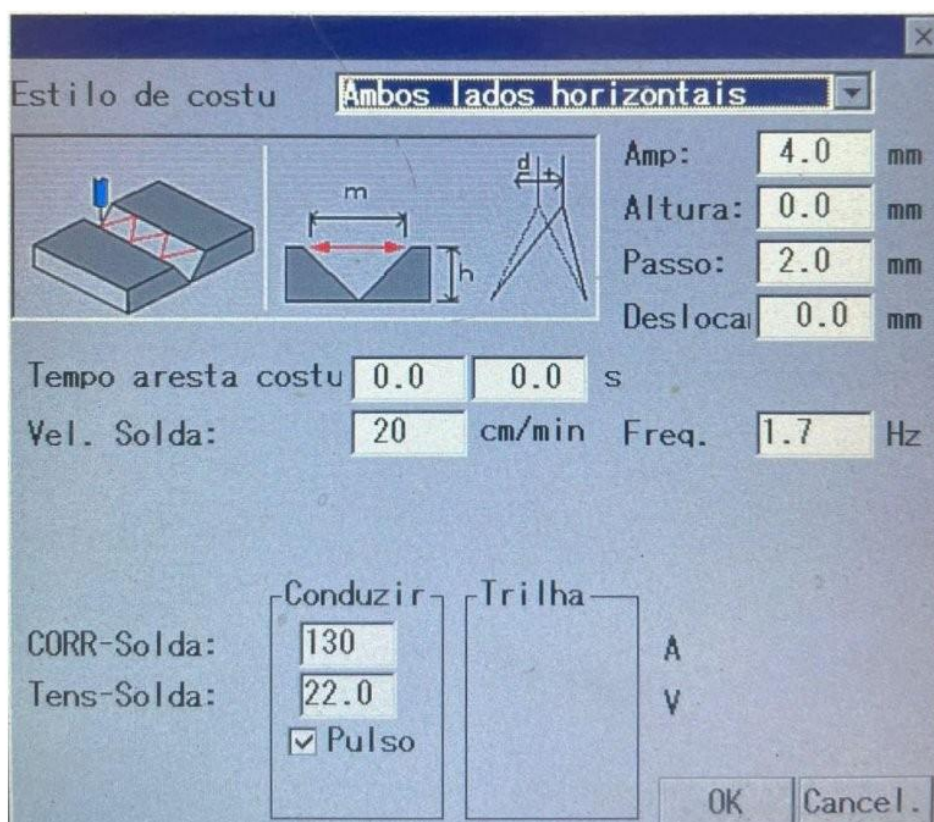 Estilo de costu Ambos lados horizontais
m
h
d
+
Amp: 4.0 mm
Altura: 0.0 mm
Passo: 2.0 mm
Desloca 0.0 mm
Tempo aresta costu 0.0 0.0 s
Vel. Solda: 20 cm/min Freq. 1.7 Hz
Conduzir Trilha
CORR-Solda: 130 A
Tens-Solda: 22.0 V
Pulso
OK Cancel.